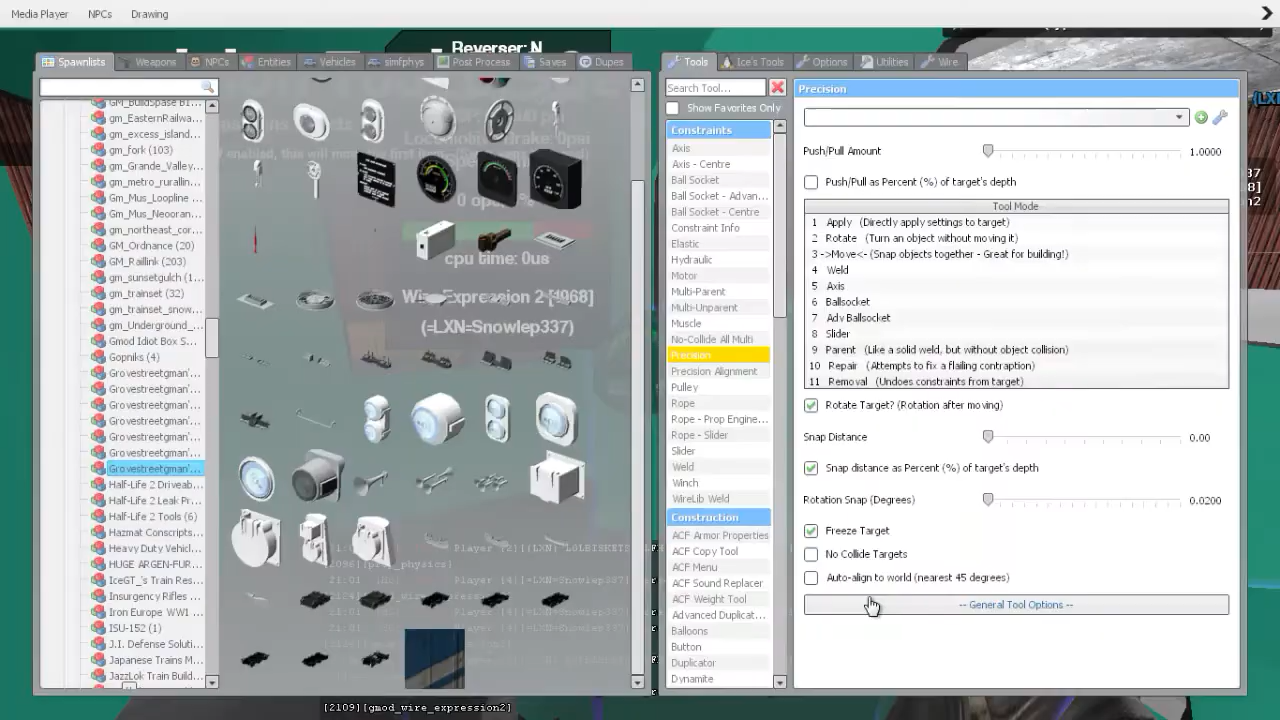 Media Player NPCs Drawing
Reverser: N
Spawnlists Weapons NPCs Entities Vehicles simfphys Post Process Saves Dupes
Tools Ice's Tools Options Utilities Wire
Search Tool...
Show Favorites Only
GM_BuildSpase B1...
gm_EasternRailwa...
gm_excess_island...
gm_fork (103)
gm_Grande_Valley...
gm_metro_rurallin...
gm_Mus_Loopline ...
gm_Mus_Neooran...
gm_northeast_cor...
GM_Ordnance (20)
GM_Raillink (203)
gm_sunsetgulch (1...
gm_trainset (32)
gm_trainset_snow...
gm_Underground_...
Gmod Idiot Box S...
Gopniks (4)
Grovestreetgman'...
Grovestreetgman'...
Grovestreetgman'...
Grovestreetgman'...
Grovestreetgman'...
Grovestreetgman'...
Grovestreetgman'...
Half-Life 2 Driveab...
Half-Life 2 Leak Pr...
Half-Life 2 Tools (6)
Hazmat Conscripts...
Heavy Duty Vehicl...
HUGE ARGEN-FUR...
IceGT_'s Train Res...
Insurgency Rifles ...
Iron Europe WW1 ...
ISU-152 (1)
J.I. Defense Soluti...
Japanese Trains M...
JazzLok Train Build...
cpu time: 0us
Wire Expression 2 [1068]
(=LXN=Snowlep337)
Constraints
Axis
Axis - Centre
Ball Socket
Ball Socket - Advan...
Ball Socket - Centre
Constraint Info
Elastic
Hydraulic
Motor
Multi-Parent
Multi-Unparent
Muscle
No-Collide All Multi
Precision
Precision Alignment
Pulley
Rope
Rope - Prop Engine...
Rope - Slider
Slider
Weld
Winch
WireLib Weld
Construction
ACF Armor Properties
ACF Copy Tool
ACF Menu
ACF Sound Replacer
ACF Weight Tool
Advanced Duplicat...
Balloons
Button
Duplicator
Dynamite
Precision
Push/Pull Amount 1.0000
Push/Pull as Percent (%) of target's depth
Tool Mode
1 Apply (Directly apply settings to target)
2 Rotate (Turn an object without moving it)
3 ->Move<- (Snap objects together - Great for building!)
4 Weld
5 Axis
6 Ballsocket
7 Adv Ballsocket
8 Slider
9 Parent (Like a solid weld, but without object collision)
10 Repair (Attempts to fix a flailing contraption)
11 Removal (Undoes constraints from target)
Rotate Target? (Rotation after moving)
Snap Distance 0.00
Snap distance as Percent (%) of target's depth
Rotation Snap (Degrees) 0.0200
Freeze Target
No Collide Targets
Auto-align to world (nearest 45 degrees)
-- General Tool Options --
[2109][gmod_wire_expression2]